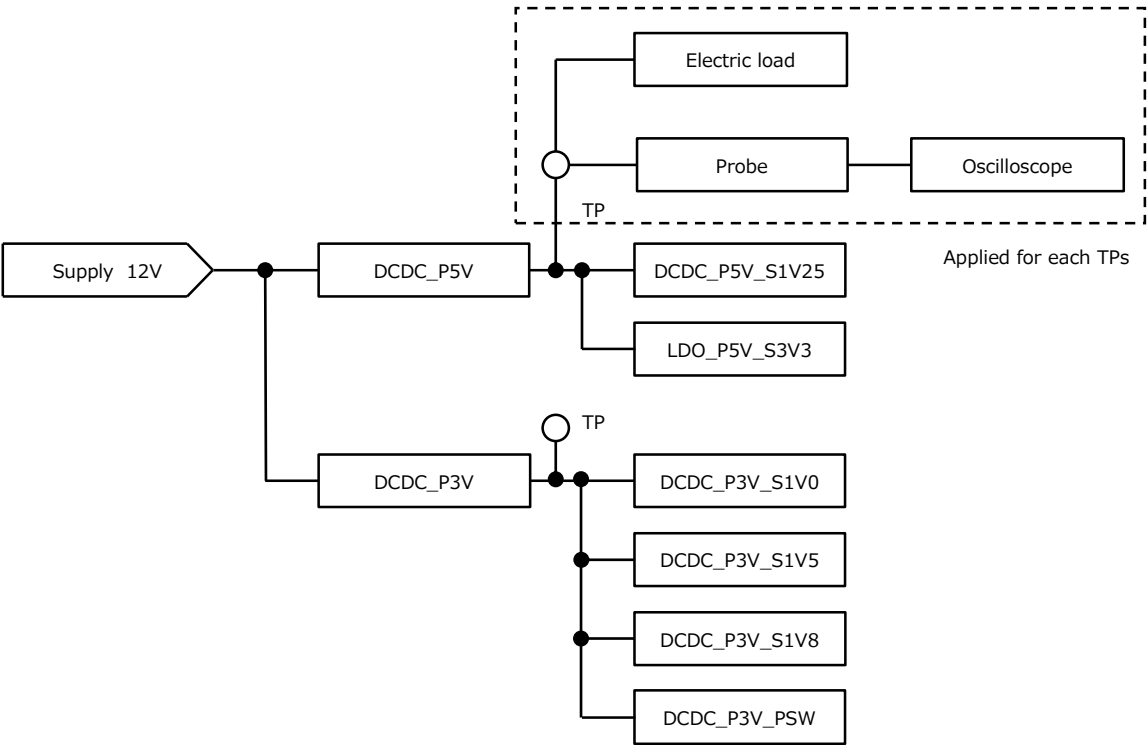 Electric load
Probe
Oscilloscope
TP
Applied for each TPs
Supply 12V
DCDC_P5V
DCDC_P5V_S1V25
LDO_P5V_S3V3
TP
DCDC_P3V
DCDC_P3V_S1V0
DCDC_P3V_S1V5
DCDC_P3V_S1V8
DCDC_P3V_PSW